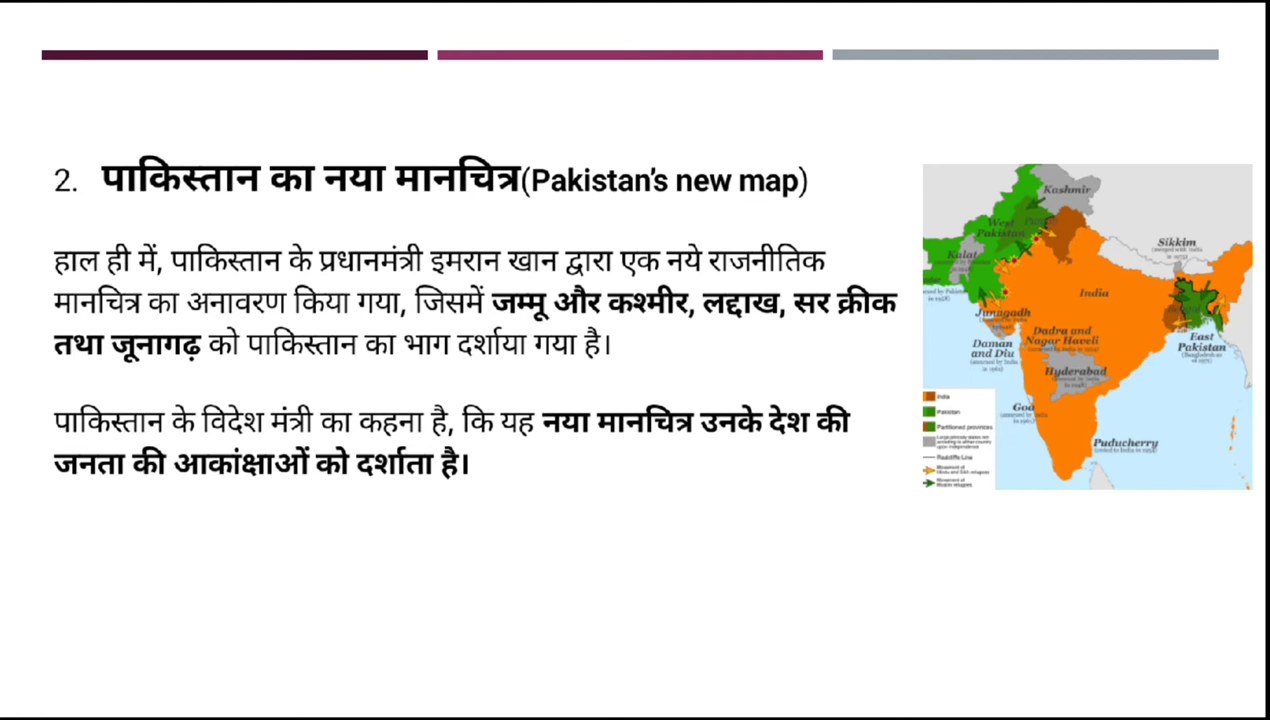 2. पाकिस्तान का नया मानचित्र(Pakistan's new map)
हाल ही में, पाकिस्तान के प्रधानमंत्री इमरान खान द्वारा एक नये राजनीतिक
मानचित्र का अनावरण किया गया, जिसमें जम्मू और कश्मीर, लद्दाख, सर क्रीक
तथा जूनागढ़ को पाकिस्तान का भाग दर्शाया गया है।
पाकिस्तान के विदेश मंत्री का कहना है, कि यह नया मानचित्र उनके देश की
जनता की आकांक्षाओं को दर्शाता है।
Kashmir
West
Pakistan
Kalat
Sikkim
India
Junagadh
Dadra and
Nagar Haveli
Daman
and Diu
Hyderabad
East
Pakistan
Goa
Puducherry
India
Pakistan
Partitioned provinces
Radcliffe Line